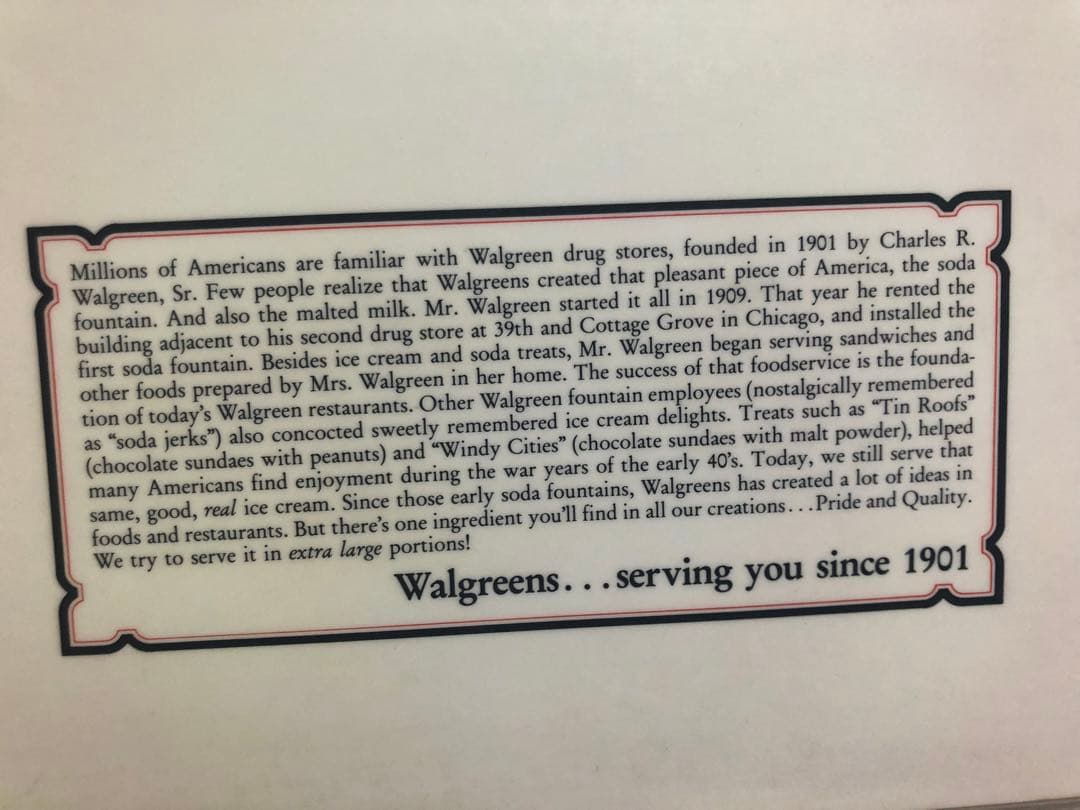 Millions of Americans are familiar with Walgreen drug stores, founded in 1901 by Charles R.
Walgreen, Sr. Few people realize that Walgreens created that pleasant piece of America, the soda
fountain. And also the malted milk. Mr. Walgreen started it all in 1909. That year he rented the
building adjacent to his second drug store at 39th and Cottage Grove in Chicago, and installed the
first soda fountain. Besides ice cream and soda treats, Mr. Walgreen began serving sandwiches and
other foods prepared by Mrs. Walgreen in her home. The success of that foodservice is the founda-
tion of today's Walgreen restaurants. Other Walgreen fountain employees (nostalgically remembered
as “soda jerks”) also concocted sweetly remembered ice cream delights. Treats such as “Tin Roofs”
(chocolate sundaes with peanuts) and “Windy Cities” (chocolate sundaes with malt powder), helped
many Americans find enjoyment during the war years of the early 40's. Today, we still serve that
same, good, real ice cream. Since those early soda fountains, Walgreens has created a lot of ideas in
foods and restaurants. But there's one ingredient you'll find in all our creations...Pride and Quality.
We try to serve it in extra large portions!
Walgreens...serving you since 1901